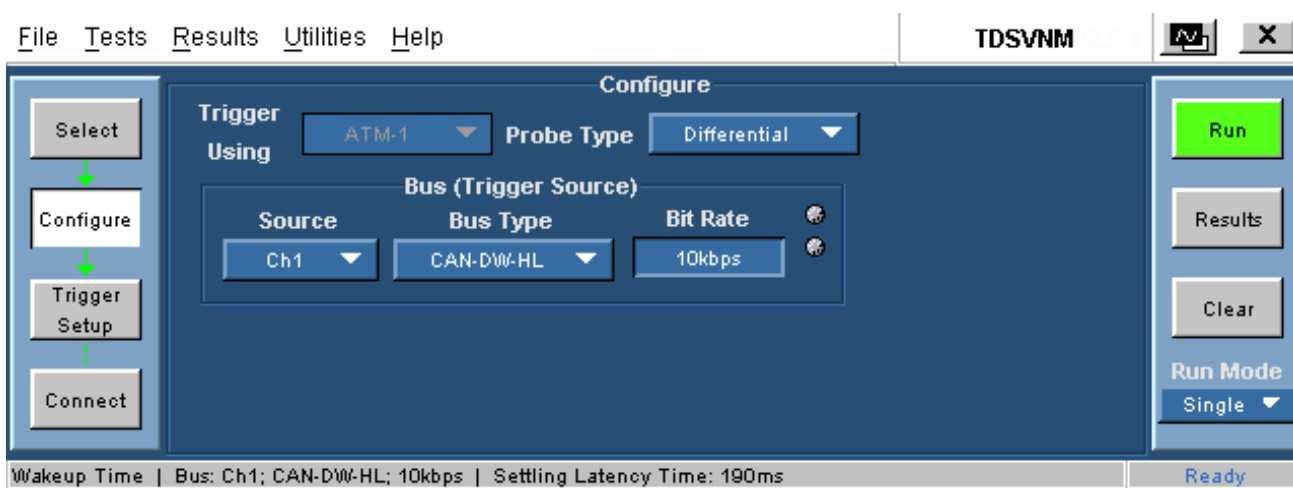 File Tests Results Utilities Help TDSVNM
Configure
Select
Trigger Using
ATM-1
Probe Type
Differential
Run
Configure
Bus (Trigger Source)
Source Bus Type Bit Rate
Ch1 CAN-DW-HL 10kbps
Results
Trigger
Setup
Clear
Connect
Run Mode
Single
Wakeup Time | Bus: Ch1; CAN-DW-HL; 10kbps | Settling Latency Time: 190ms
Ready